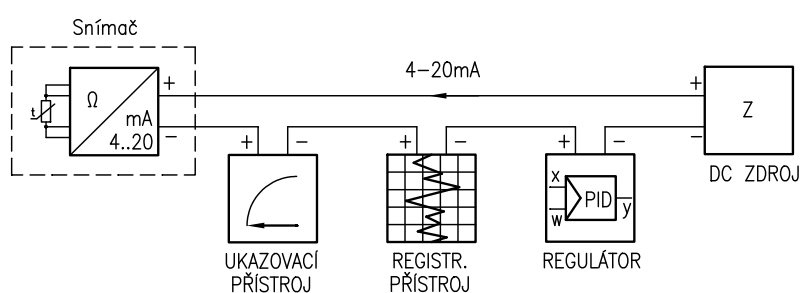 Snímač
4-20mA
+
+
Ω
Z
t
mA
4..20
−
+
−
+
−
+
−
−
DC ZDROJ
x
PID
w
y
UKAZOVACÍ
PŘÍSTROJ
REGISTR.
PŘÍSTROJ
REGULÁTOR